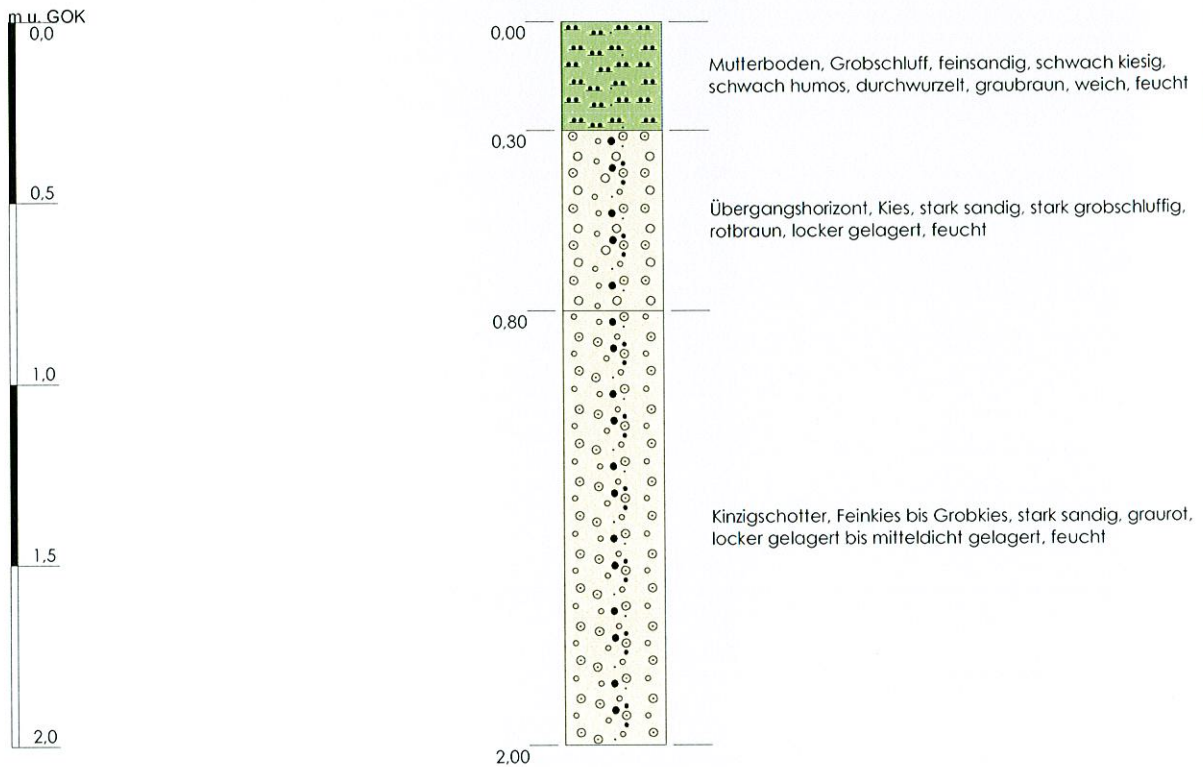 m u. GOK
0,0
0,00
Mutterboden, Grobschluff, feinsandig, schwach kiesig,
schwach humos, durchwurzelt, graubraun, weich, feucht
0,30
0,5
Übergangshorizont, Kies, stark sandig, stark grobschluffig,
rotbraun, locker gelagert, feucht
0,80
1,0
Kinzigschotter, Feinkies bis Grobkies, stark sandig, graurot,
locker gelagert bis mitteldicht gelagert, feucht
1,5
2,0
2,00